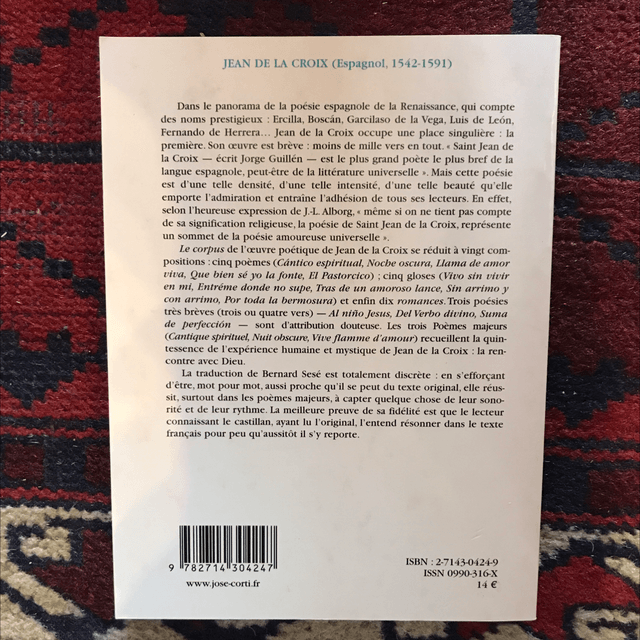 JEAN DE LA CROIX (Espagnol, 1542-1591)
Dans le panorama de la poésie espagnole de la Renaissance, qui compte
des noms prestigieux : Ercilla, Boscán, Garcilaso de la Vega, Luis de León,
Fernando de Herrera... Jean de la Croix occupe une place singulière : la
première. Son œuvre est brève : moins de mille vers en tout. « Saint Jean de
la Croix — écrit Jorge Guillén — est le plus grand poète le plus bref de la
langue espagnole, peut-être de la littérature universelle ». Mais cette poésie
est d'une telle densité, d'une telle intensité, d'une telle beauté qu'elle
emporte l'admiration et entraîne l'adhésion de tous ses lecteurs. En effet,
selon l'heureuse expression de J.-L. Alborg, « même si on ne tient pas compte
de sa signification religieuse, la poésie de Saint Jean de la Croix, représente
un sommet de la poésie amoureuse universelle ».
Le corpus de l'œuvre poétique de Jean de la Croix se réduit à vingt com-
positions : cinq poèmes (Cántico espiritual, Noche oscura, Llama de amor
viva, Que bien sé yo la fonte, El Pastorcico) ; cinq gloses (Vivo sin vivir
en mi, Entréme donde no supe, Tras de un amoroso lance, Sin arrimo y
con arrimo, Por toda la hermosura) et enfin dix romances. Trois poésies
très brèves (trois ou quatre vers) — Al niño Jesus, Del Verbo divino, Suma
de perfección — sont d'attribution douteuse. Les trois Poèmes majeurs
(Cantique spirituel, Nuit obscure, Vive flamme d'amour) recueillent la quin-
tessence de l'expérience humaine et mystique de Jean de la Croix : la ren-
contre avec Dieu.
La traduction de Bernard Sesé est totalement discrète : en s'efforçant
d'être, mot pour mot, aussi proche qu'il se peut du texte original, elle réus-
sit, surtout dans les poèmes majeurs, à capter quelque chose de leur sono-
rité et de leur rythme. La meilleure preuve de sa fidélité est que le lecteur
connaissant le castillan, ayant lu l'original, l'entend résonner dans le texte
français pour peu qu'aussitôt il s'y reporte.
9 782714 304247
www.jose-corti.fr
ISBN : 2-7143-0424-9
ISSN 0990-316X
14 €